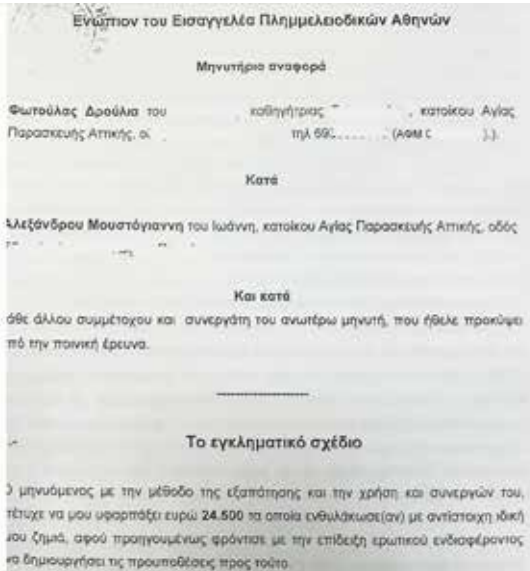 Ενώπιον του Εισαγγελέα Πλημμελειοδικών Αθηνών
Μηνυτήρια αναφορά
Φωτούλας Δρούλια του καθηγήτριας , κατοίκου Αγίας
Παρασκευής Αττικής, τηλ 69 (ΑΦΜ ).
Κατά
Αλεξάνδρου Μουστόγιαννη του Ιωάννη, κατοίκου Αγίας Παρασκευής Αττικής, οδός
Και κατά
άθε άλλου συμμέτοχου και συνεργάτη του ανωτέρω μηνυτή, που ήθελε προκύψει
πό την ποινική έρευνα.
--------------------
Το εγκληματικό σχέδιο
Ο μηνυόμενος με την μέθοδο της εξαπάτησης και την χρήση και συνεργών του,
πέτυχε να μου υφαρπάξει ευρώ 24.500 τα οποία ενθυλάκωσε(αν) με αντίστοιχη ιδική
μου ζημιά, αφού προηγουμένως φρόντισε με την επίδειξη ερωτικού ενδιαφέροντος
να δημιουργήσει τις προυποθέσεις προς τούτο.